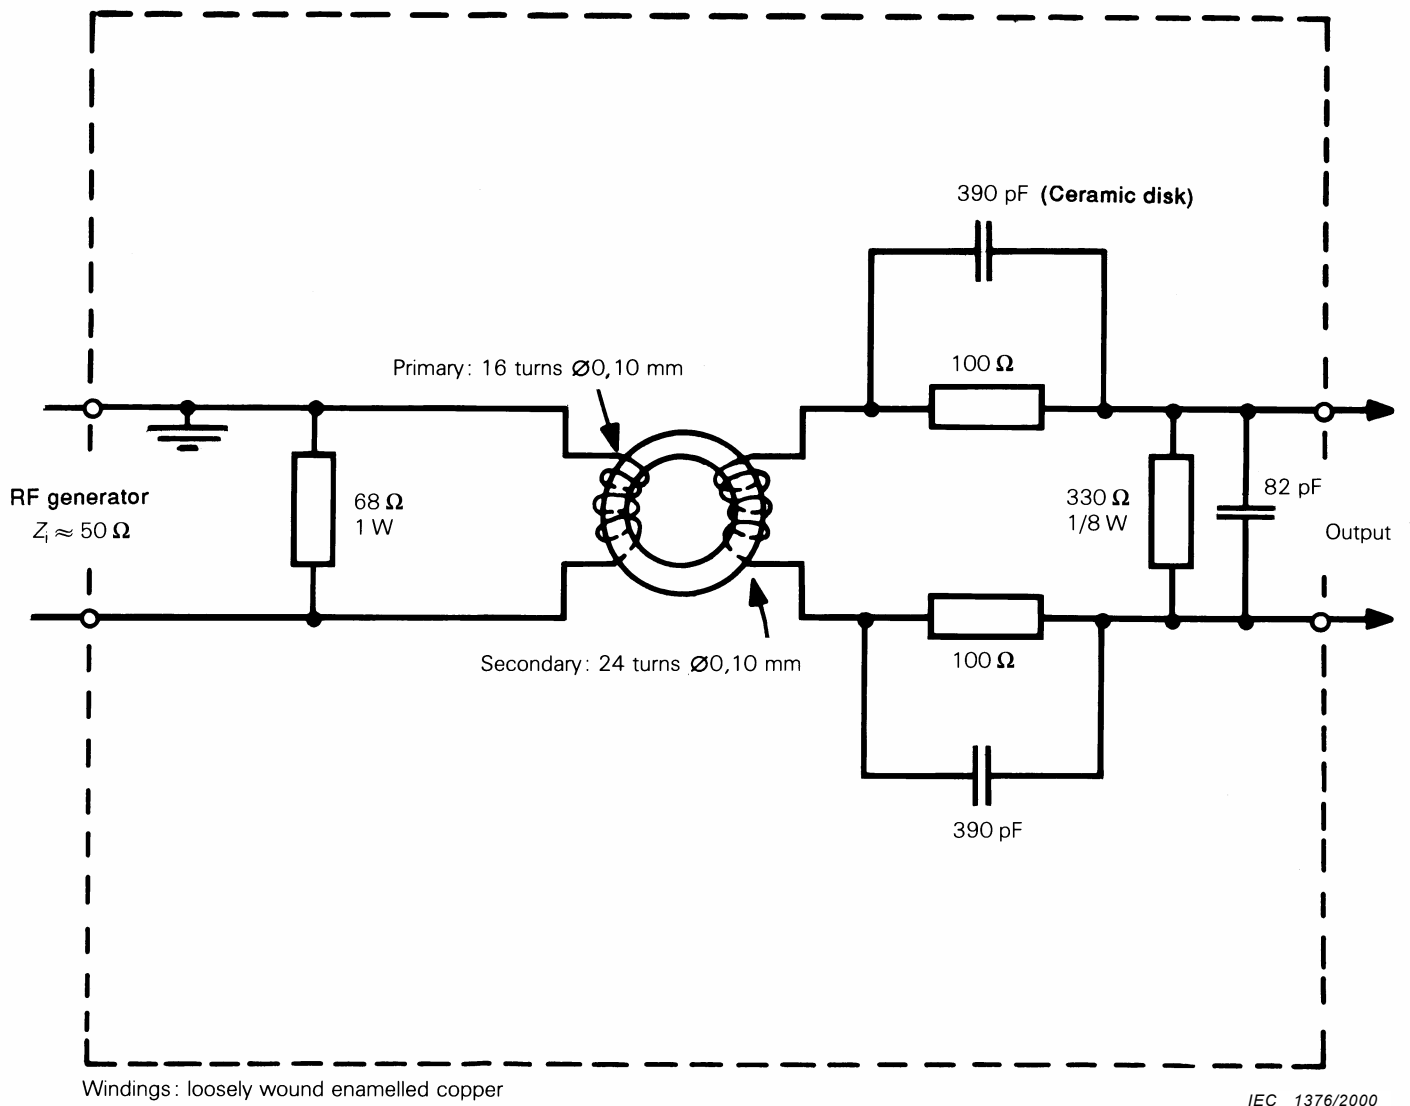 390 pF (Ceramic disk)
Primary: 16 turns Ø0,10 mm
100 Ω
RF generator
Zi ≈ 50 Ω
68 Ω
1 W
330 Ω
1/8 W
82 pF
Output
Secondary: 24 turns Ø0,10 mm
100 Ω
390 pF
Windings: loosely wound enamelled copper
IEC 1376/2000